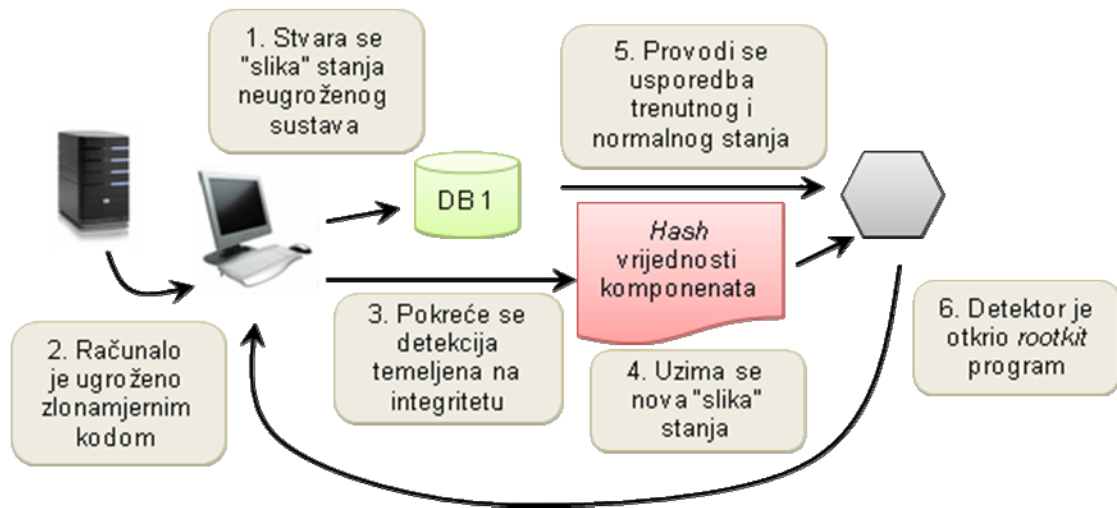 1. Stvara se
"slika" stanja
neugroženog
sustava
2. Računalo
je ugroženo
zlonamjernim
kodom
DB1
3. Pokreće se
detekcija
temeljena na
integritetu
Hash
vrijednosti
komponenata
4. Uzima se
nova "slika"
stanja
5. Provodi se
usporedba
trenutnog i
normalnog stanja
6. Detektor je
otkrio rootkit
program